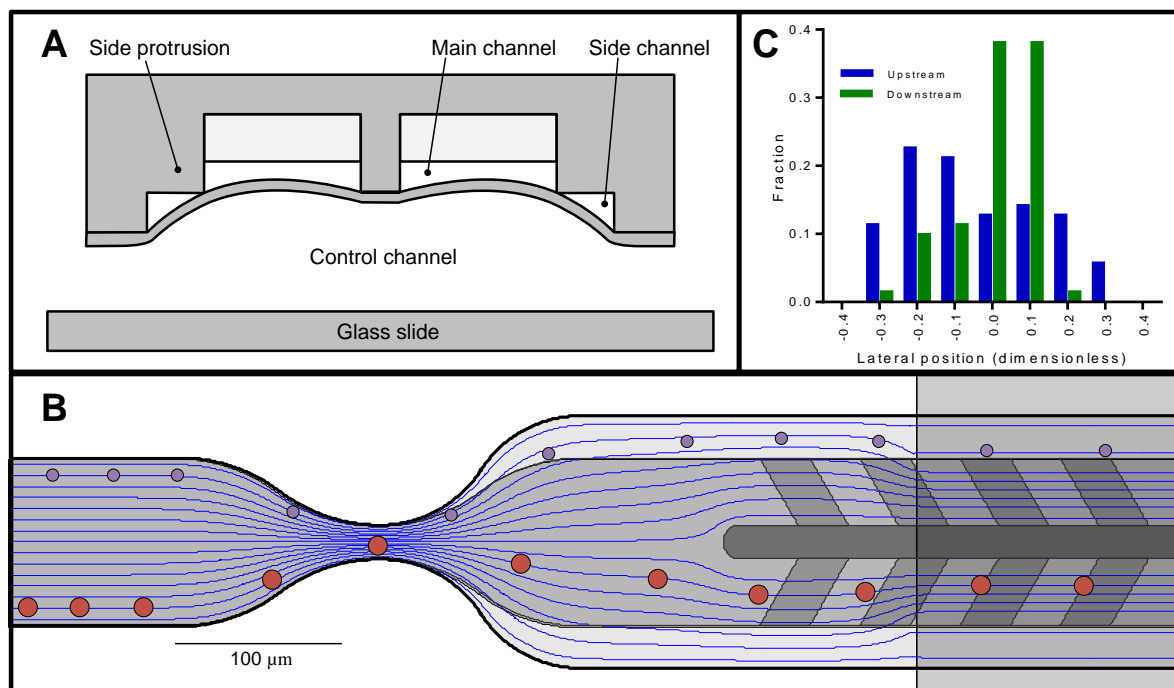 A
Side protrusion
Main channel
Side channel
Control channel
Glass slide
C
Fraction
0.4
0.3
0.2
0.1
0.0
Upstream
Downstream
-0.4
-0.3
-0.2
-0.1
0.0
0.1
0.2
0.3
0.4
Lateral position (dimensionless)
B
100 µm